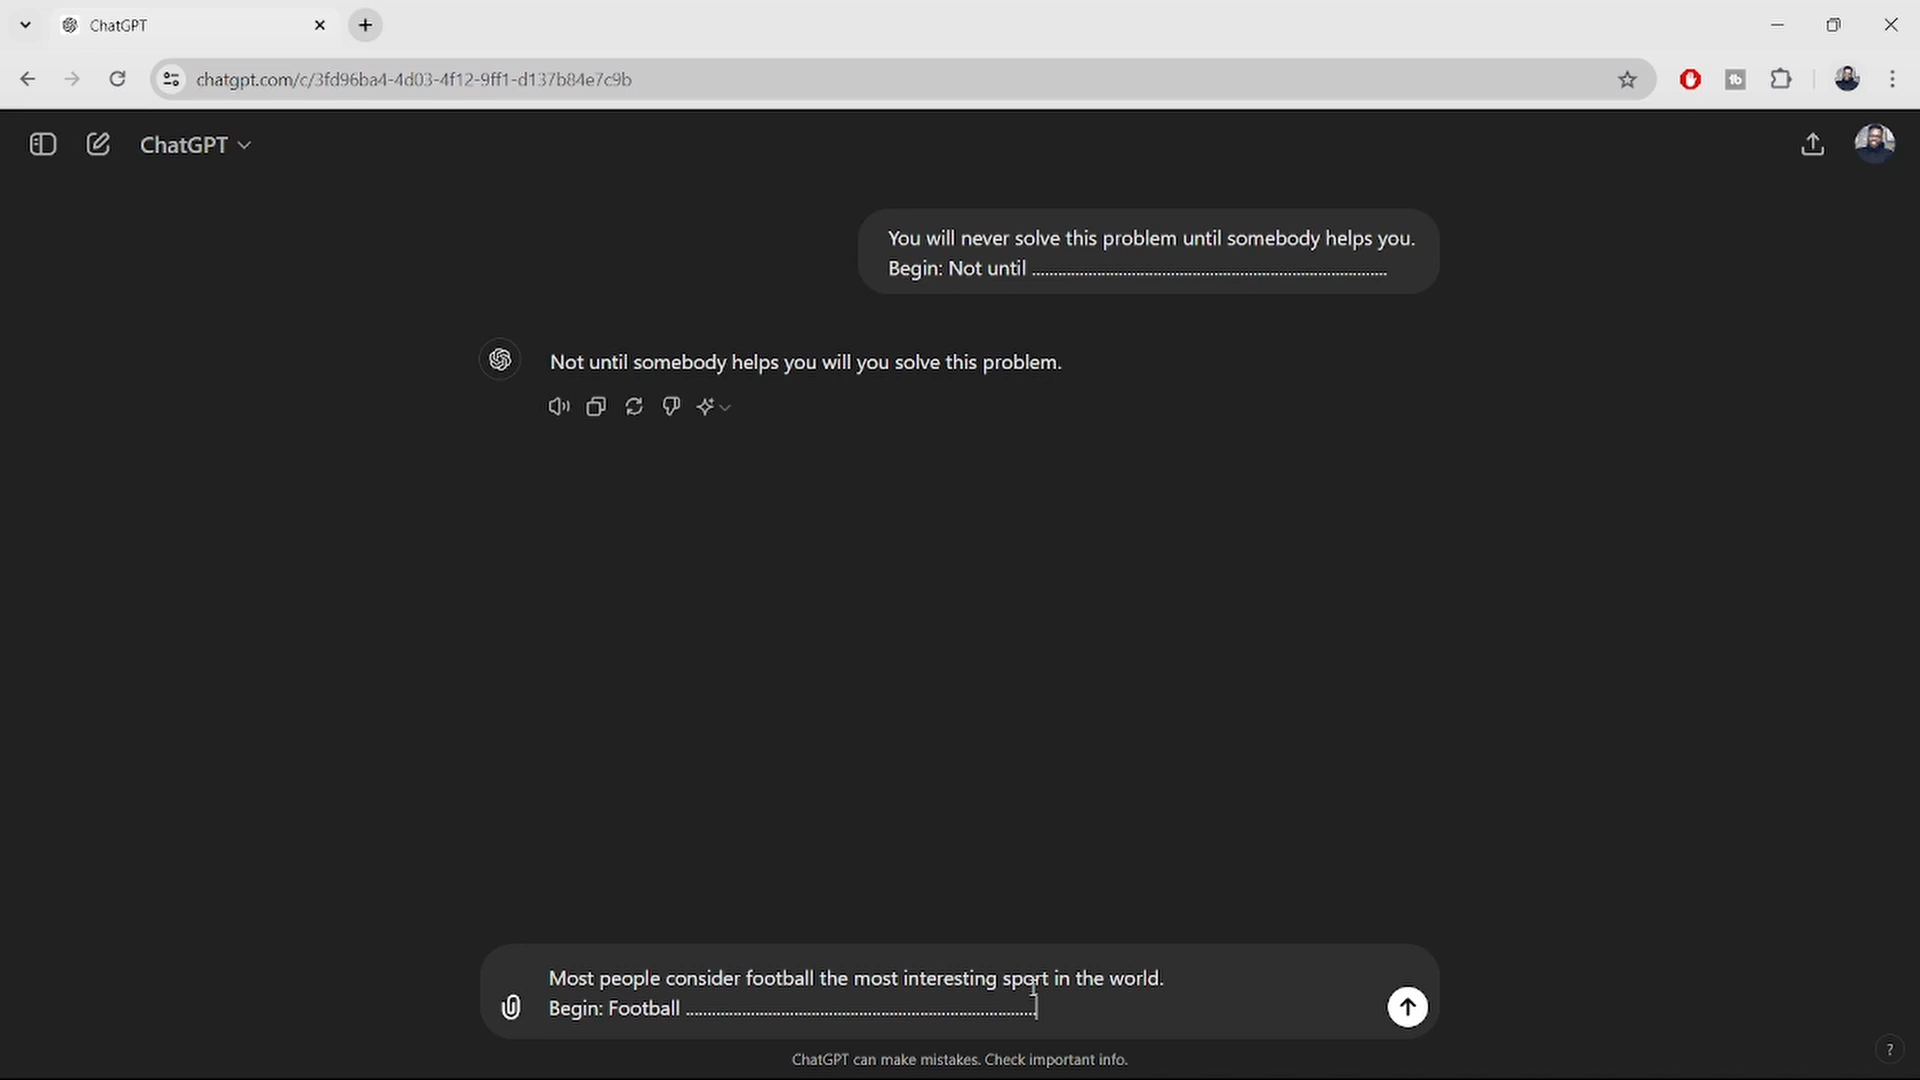 ChatGPT
chatgpt.com/c/3fd96ba4-4d03-4f12-9ff1-d137b84e7c9b
tb
ChatGPT
You will never solve this problem until somebody helps you.
Begin: Not until ................................................................................
Not until somebody helps you will you solve this problem.
Most people consider football the most interesting sport in the world.
Begin: Football ................................................................................
ChatGPT can make mistakes. Check important info.
?